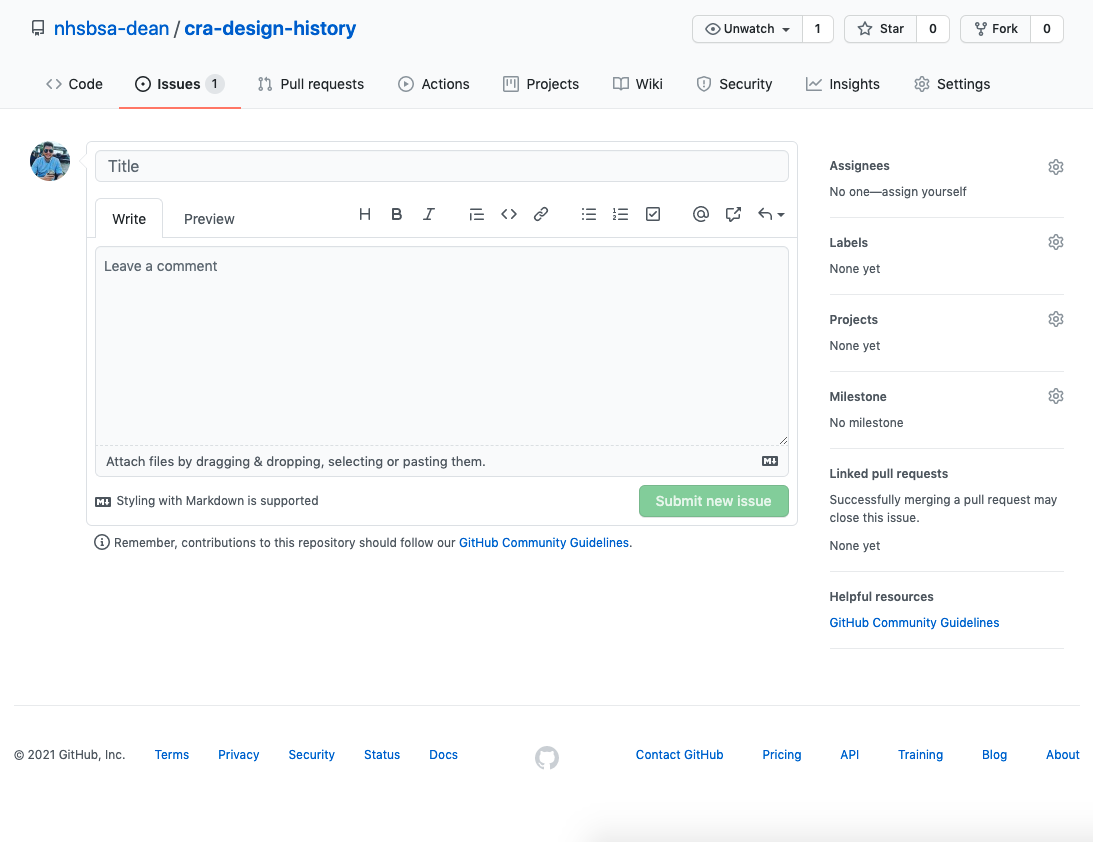 nhsbsa-dean / cra-design-history
Unwatch 1 Star 0 Fork 0
Code Issues 1 Pull requests Actions Projects Wiki Security Insights Settings
Title
Write Preview
Leave a comment
Attach files by dragging & dropping, selecting or pasting them.
Styling with Markdown is supported
Submit new issue
Remember, contributions to this repository should follow our GitHub Community Guidelines.
Assignees
No one—assign yourself
Labels
None yet
Projects
None yet
Milestone
No milestone
Linked pull requests
Successfully merging a pull request may
close this issue.
None yet
Helpful resources
GitHub Community Guidelines
© 2021 GitHub, Inc. Terms Privacy Security Status Docs Contact GitHub Pricing API Training Blog About